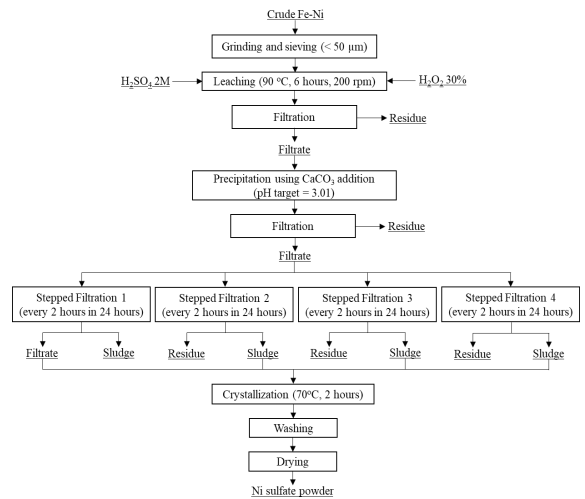 Crude Fe-Ni
Grinding and sieving (< 50 µm)
H₂SO₄ 2M
Leaching (90 °C, 6 hours, 200 rpm)
H₂O₂ 30%
Filtration
Residue
Filtrate
Precipitation using CaCO₃ addition
(pH target = 3.01)
Filtration
Residue
Filtrate
Stepped Filtration 1
(every 2 hours in 24 hours)
Stepped Filtration 2
(every 2 hours in 24 hours)
Stepped Filtration 3
(every 2 hours in 24 hours)
Stepped Filtration 4
(every 2 hours in 24 hours)
Filtrate
Sludge
Residue
Sludge
Residue
Sludge
Residue
Sludge
Crystallization (70°C, 2 hours)
Washing
Drying
Ni sulfate powder